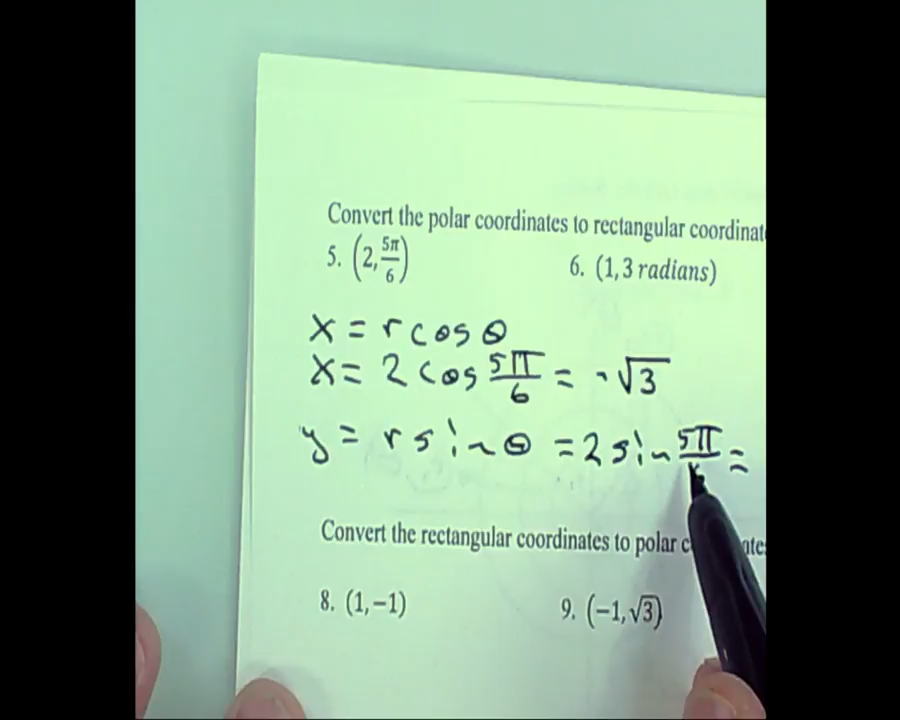 Convert the polar coordinates to rectangular
5. (2, 5π/6)
6. (1, 3 radians)
x = r cos θ
x = 2 cos 5π/6 = -√3
y = r sin θ = 2 sin 5π/ =
Convert the rectangular coordinates to polar
8. (1, −1)
9. (−1, √3)